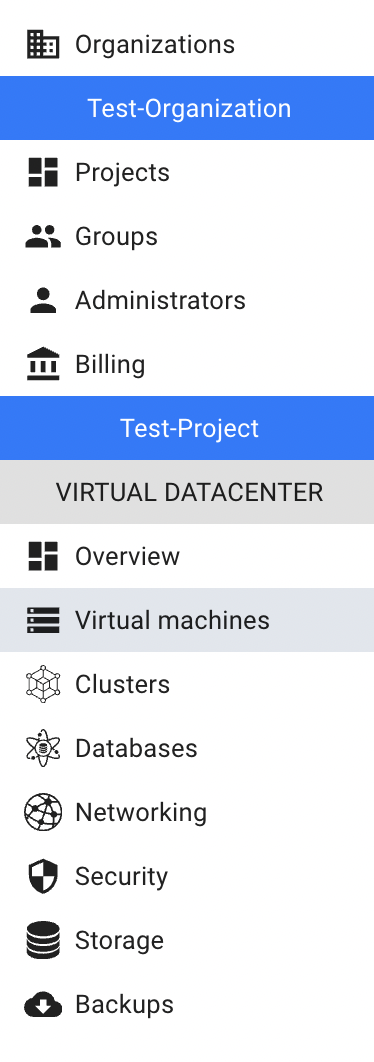 Organizations
Test-Organization
Projects
Groups
Administrators
Billing
Test-Project
VIRTUAL DATACENTER
Overview
Virtual machines
Clusters
Databases
Networking
Security
Storage
Backups